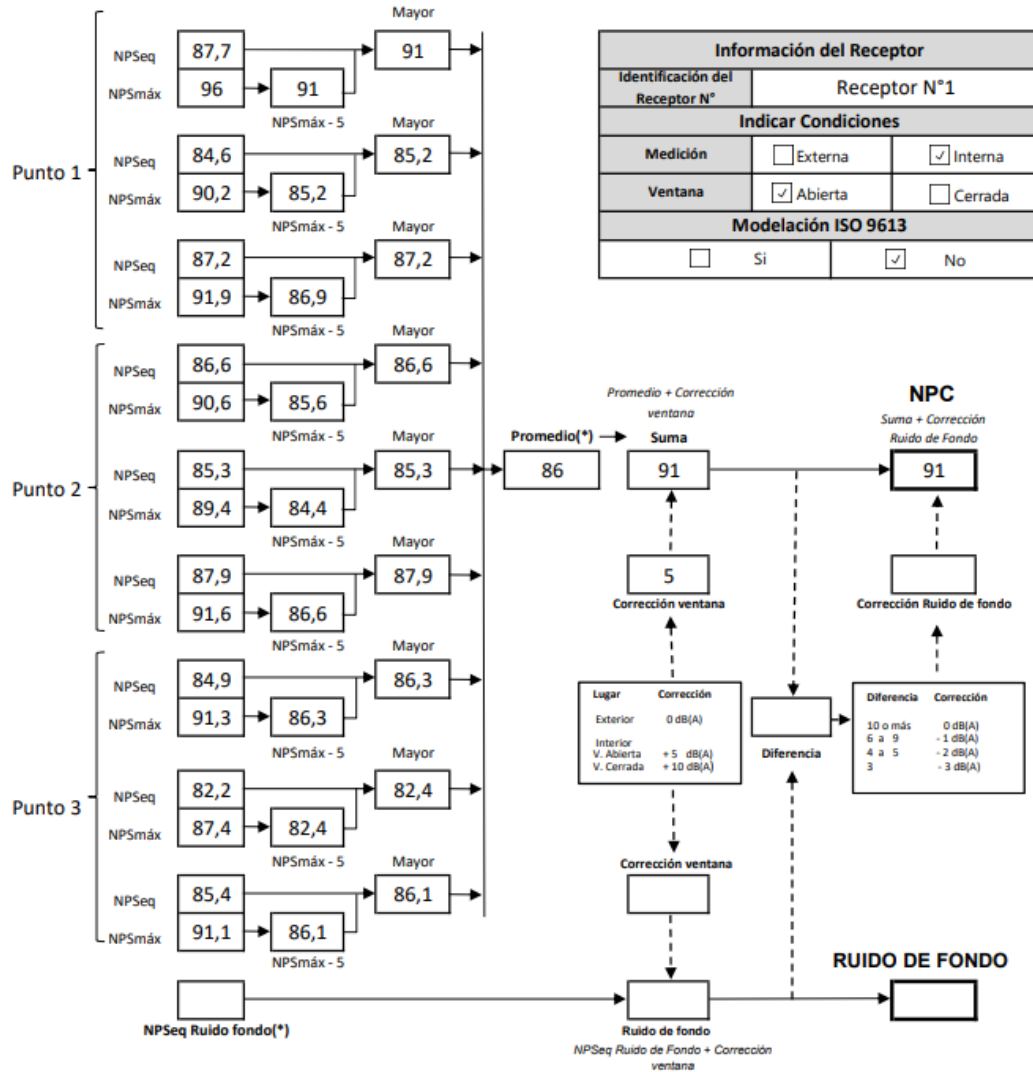 Mayor
NPSeq 87,7 91
NPSmáx 96 91
NPSmáx - 5
Mayor
Punto 1
NPSeq 84,6 85,2
NPSmáx 90,2 85,2
NPSmáx - 5
Mayor
NPSeq 87,2 87,2
NPSmáx 91,9 86,9
NPSmáx - 5
Mayor
NPSeq 86,6 86,6
NPSmáx 90,6 85,6
NPSmáx - 5
Mayor
Punto 2
NPSeq 85,3 85,3
NPSmáx 89,4 84,4
NPSmáx - 5
Mayor
NPSeq 87,9 87,9
NPSmáx 91,6 86,6
NPSmáx - 5
Mayor
NPSeq 84,9 86,3
NPSmáx 91,3 86,3
NPSmáx - 5
Mayor
Punto 3
NPSeq 82,2 82,4
NPSmáx 87,4 82,4
NPSmáx - 5
Mayor
NPSeq 85,4 86,1
NPSmáx 91,1 86,1
NPSmáx - 5
NPSeq Ruido fondo(*)
Información del Receptor
Identificación del
Receptor N°
Receptor N°1
Indicar Condiciones
Medición Externa ✓ Interna
Ventana ✓ Abierta Cerrada
Modelación ISO 9613
Si ✓ No
Promedio(*)
86
Promedio + Corrección
ventana
Suma
91
5
Corrección ventana
NPC
Suma + Corrección
Ruido de Fondo
91
Corrección Ruido de fondo
Lugar Corrección
Exterior 0 dB(A)
Interior
V. Abierta + 5 dB(A)
V. Cerrada + 10 dB(A)
Diferencia
Diferencia Corrección
10 o más 0 dB(A)
6 a 9 - 1 dB(A)
4 a 5 - 2 dB(A)
3 - 3 dB(A)
Corrección ventana
Ruido de fondo
NPSeq Ruido de Fondo + Corrección
ventana
RUIDO DE FONDO